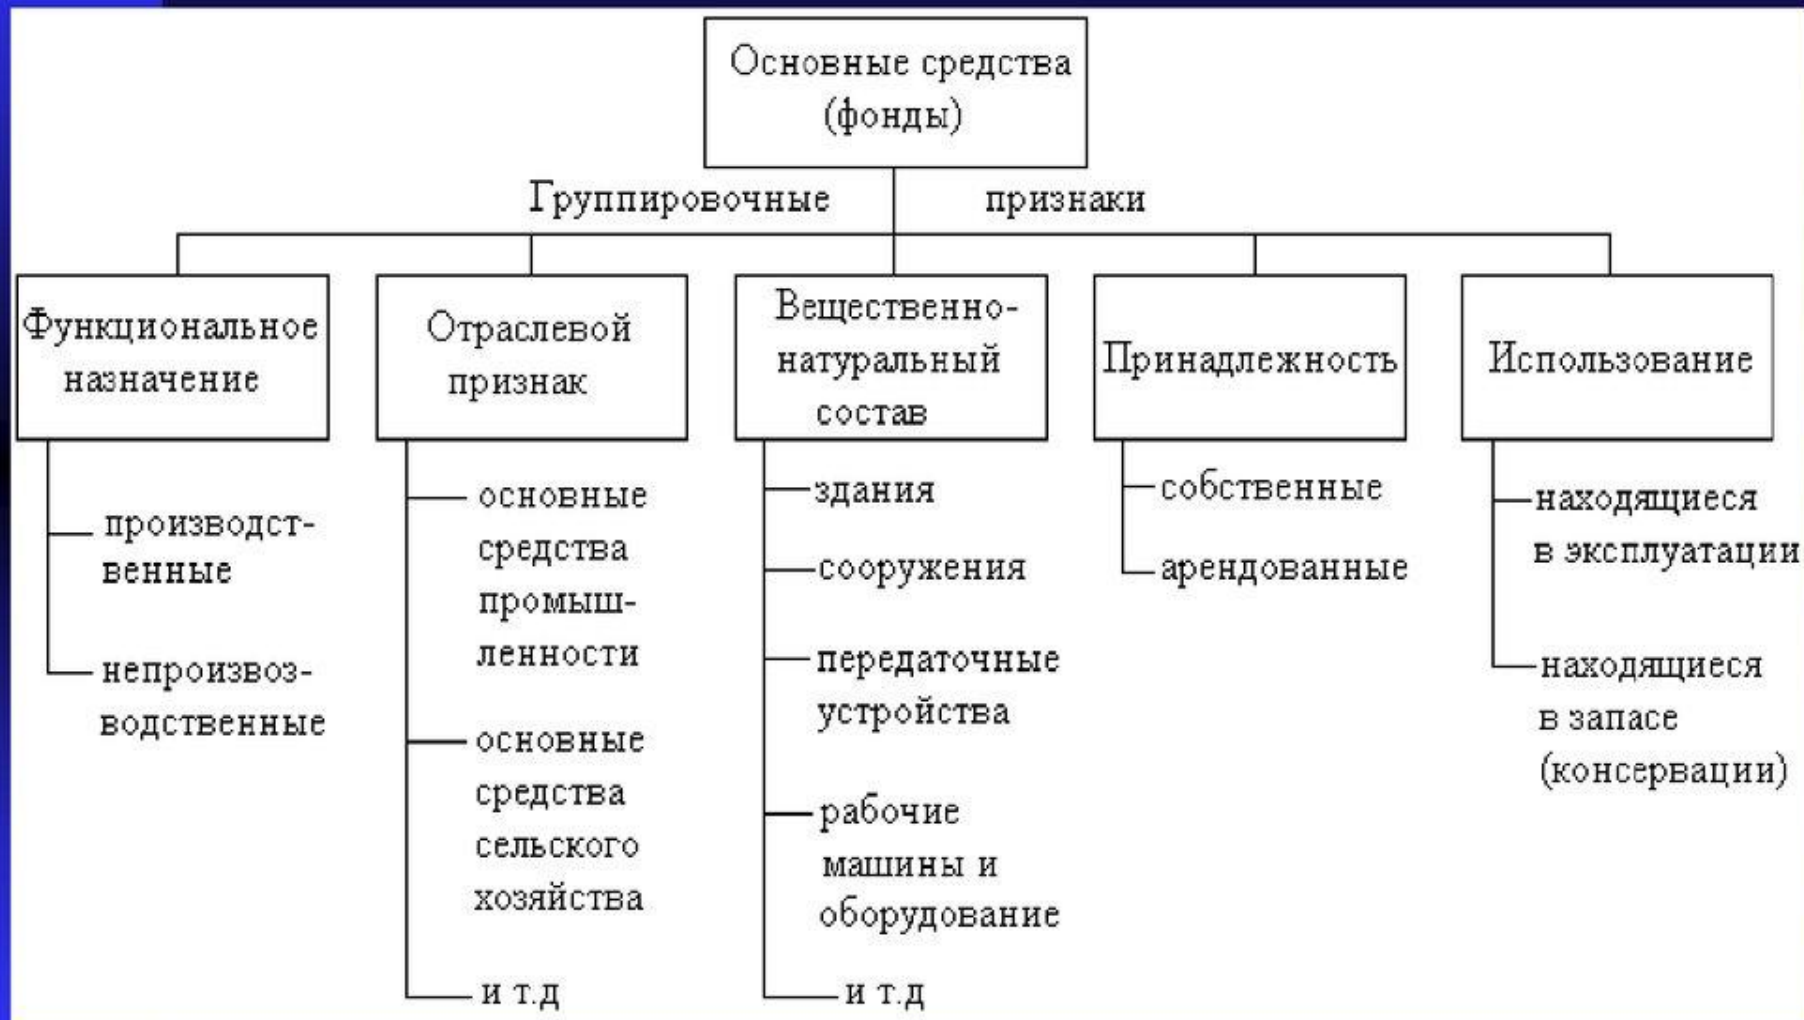 Основные средства
(фонды)
Группировочные признаки
Функциональное
назначение
производст-
венные
непроизвоз-
водственные
Отраслевой
признак
основные
средства
промыш-
ленности
основные
средства
сельского
хозяйства
и т.д
Вещественно-
натуральный
состав
здания
сооружения
передаточные
устройства
рабочие
машины и
оборудование
и т.д
Принадлежность
собственные
арендованные
Использование
находящиеся
в эксплуатации
находящиеся
в запасе
(консервации)